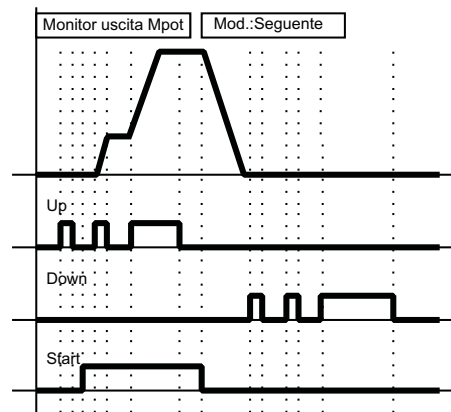 Monitor uscita Mpot
Mod.:Seguente
Up
Down
Start